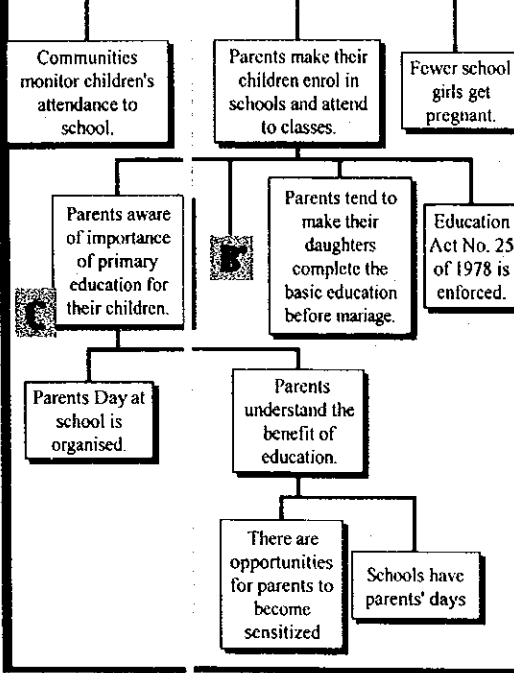 Communities
monitor children's
attendance to
school.
Parents make their
children enrol in
schools and attend
to classes.
Fewer school
girls get
pregnant.
Parents aware
of importance
of primary
education for
their children.
C
B
Parents tend to
make their
daughters
complete the
basic education
before mariage.
Education
Act No. 25
of 1978 is
enforced.
Parents Day at
school is
organised.
Parents
understand the
benefit of
education.
There are
opportunities
for parents to
become
sensitized
Schools have
parents' days